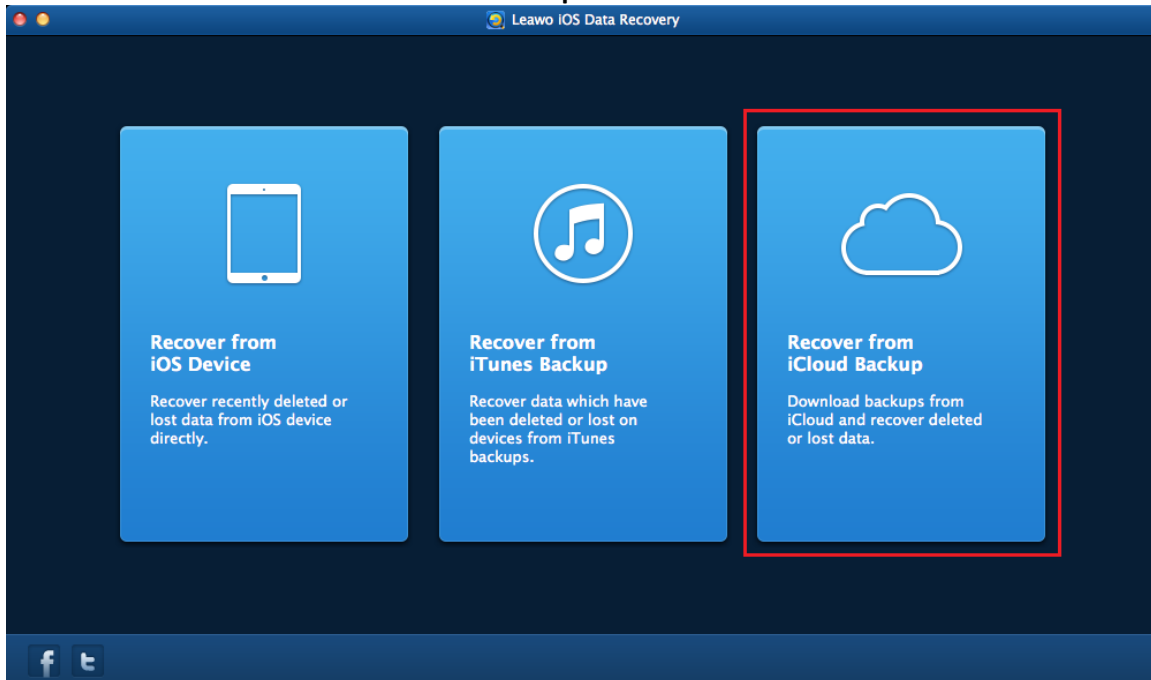 Leawo iOS Data Recovery
Recover from
iOS Device
Recover recently deleted or
lost data from iOS device
directly.
Recover from
iTunes Backup
Recover data which have
been deleted or lost on
devices from iTunes
backups.
Recover from
iCloud Backup
Download backups from
iCloud and recover deleted
or lost data.